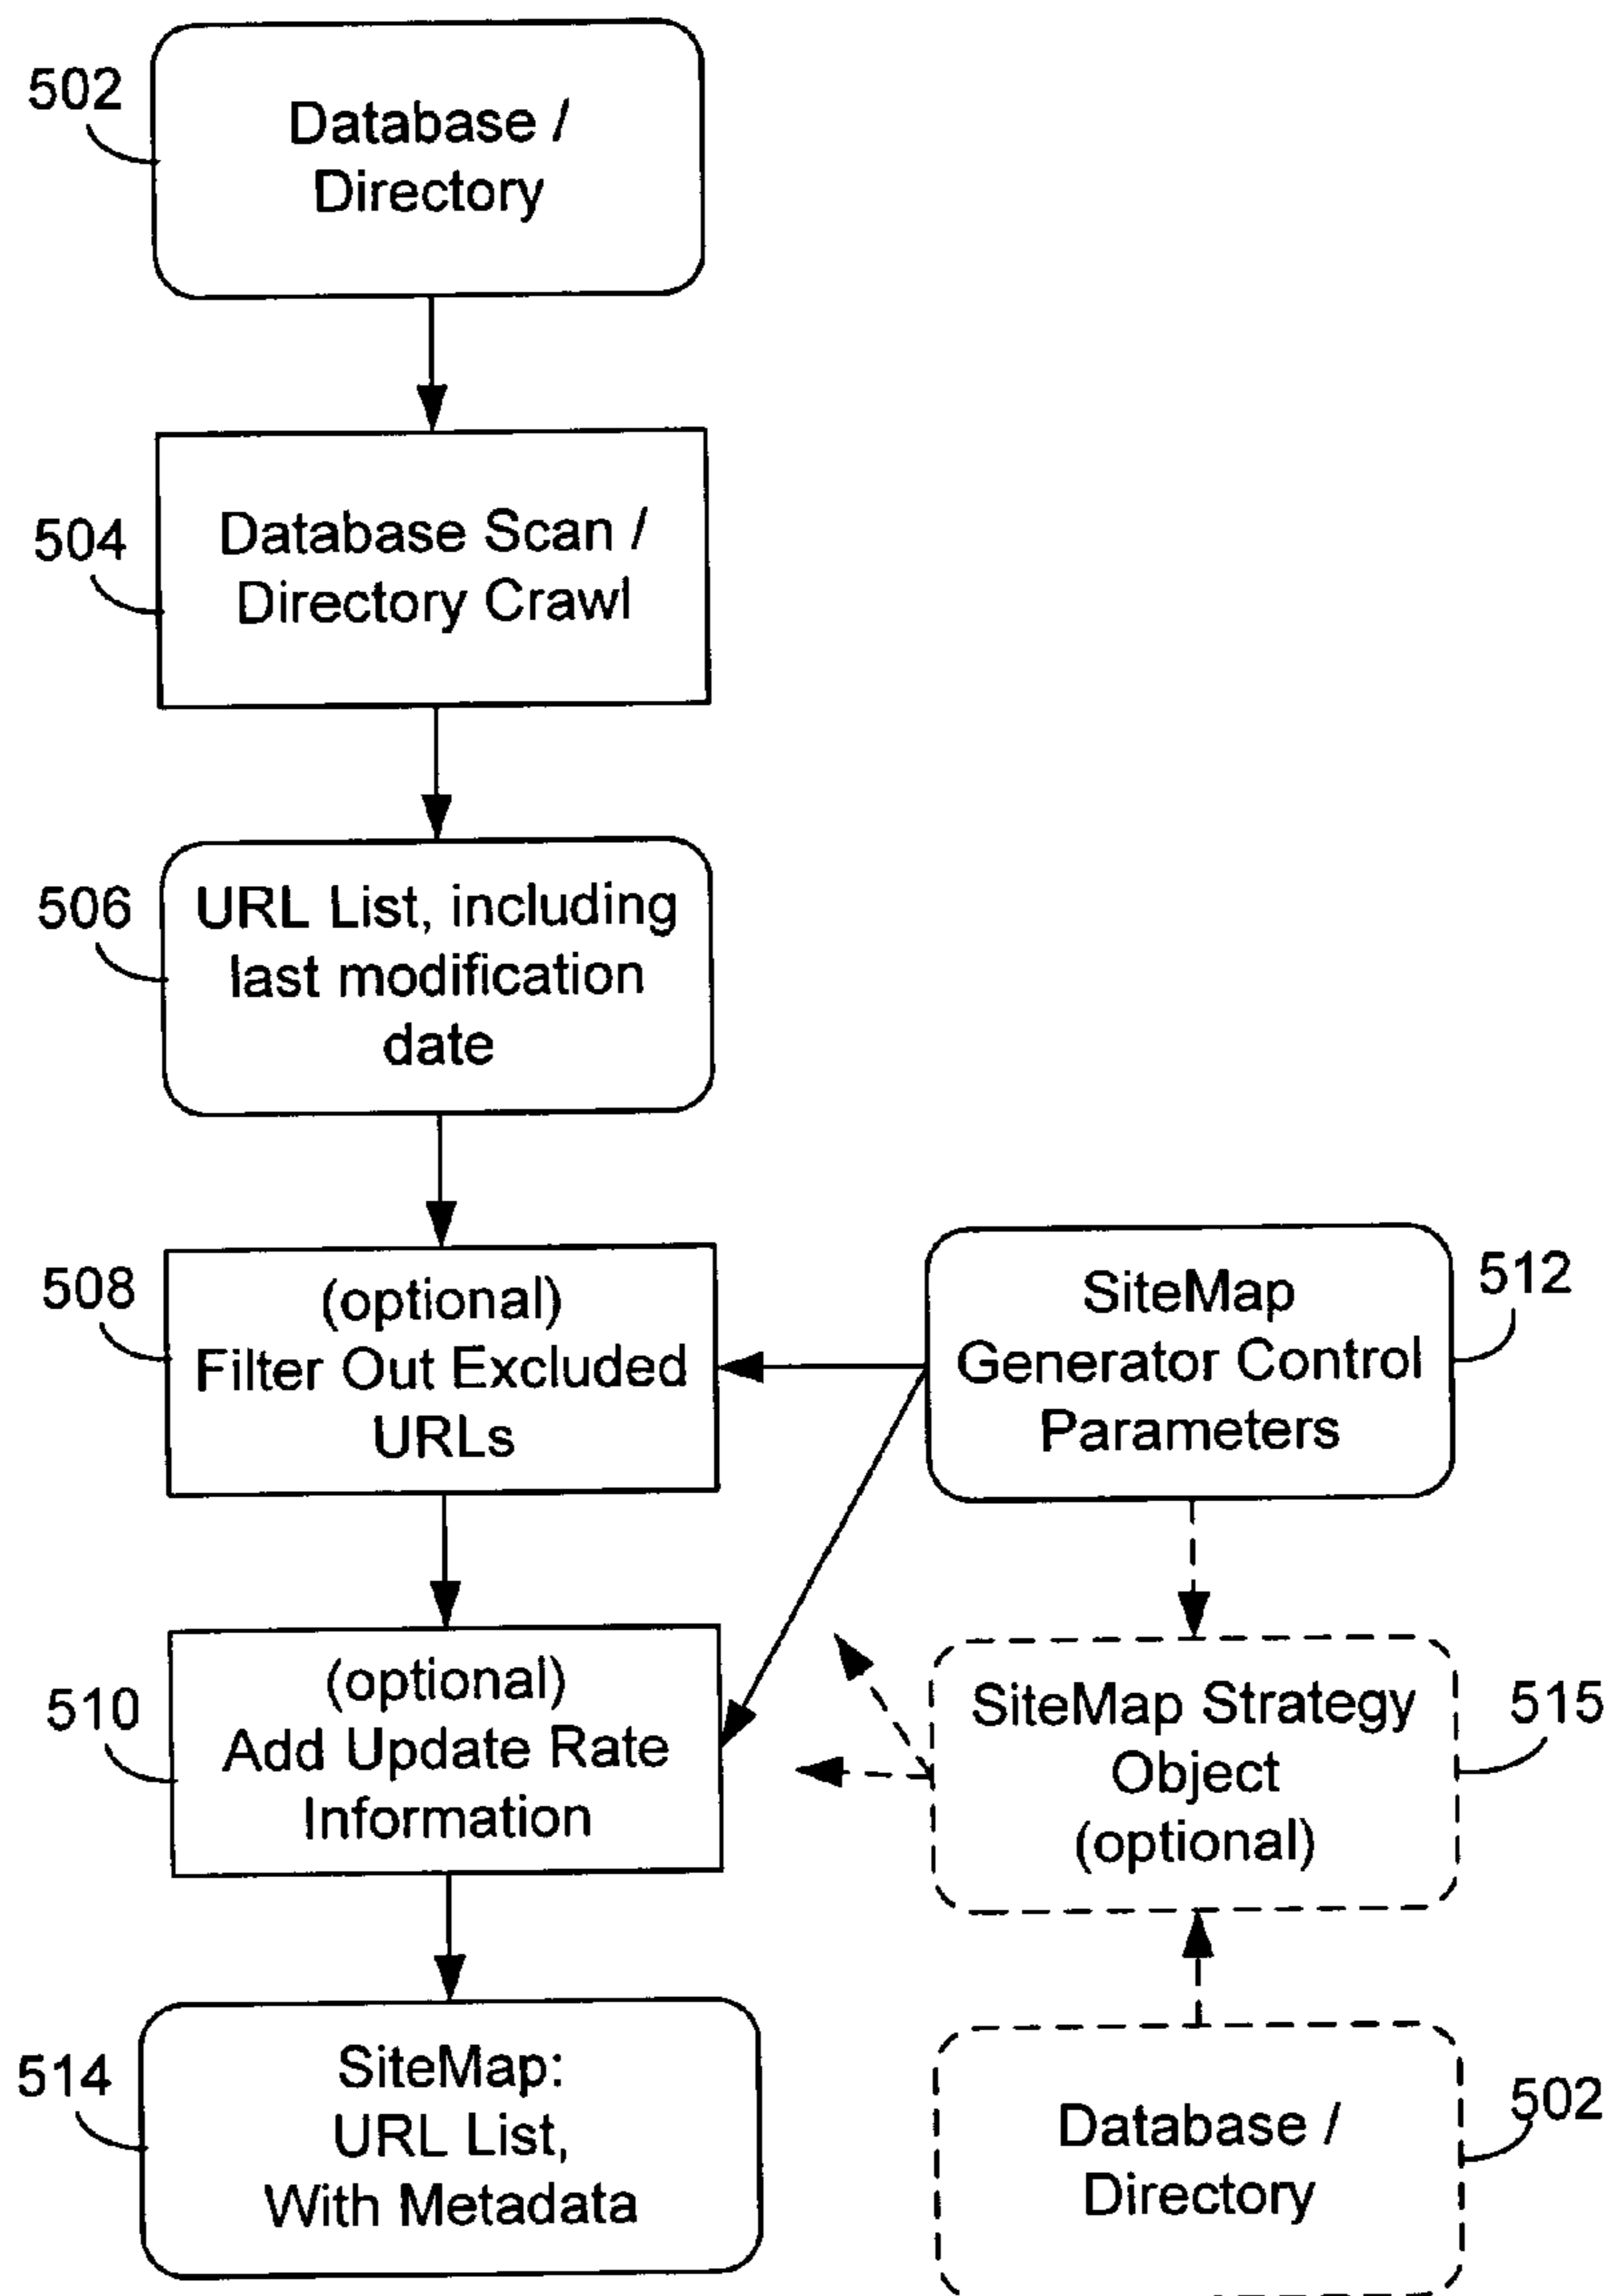 502
Database /
Directory
504
Database Scan /
Directory Crawl
506
URL List, including
last modification
date
508
(optional)
Filter Out Excluded
URLs
SiteMap
Generator Control
Parameters
512
510
(optional)
Add Update Rate
Information
SiteMap Strategy
Object
(optional)
515
514
SiteMap:
URL List,
With Metadata
Database /
Directory
502